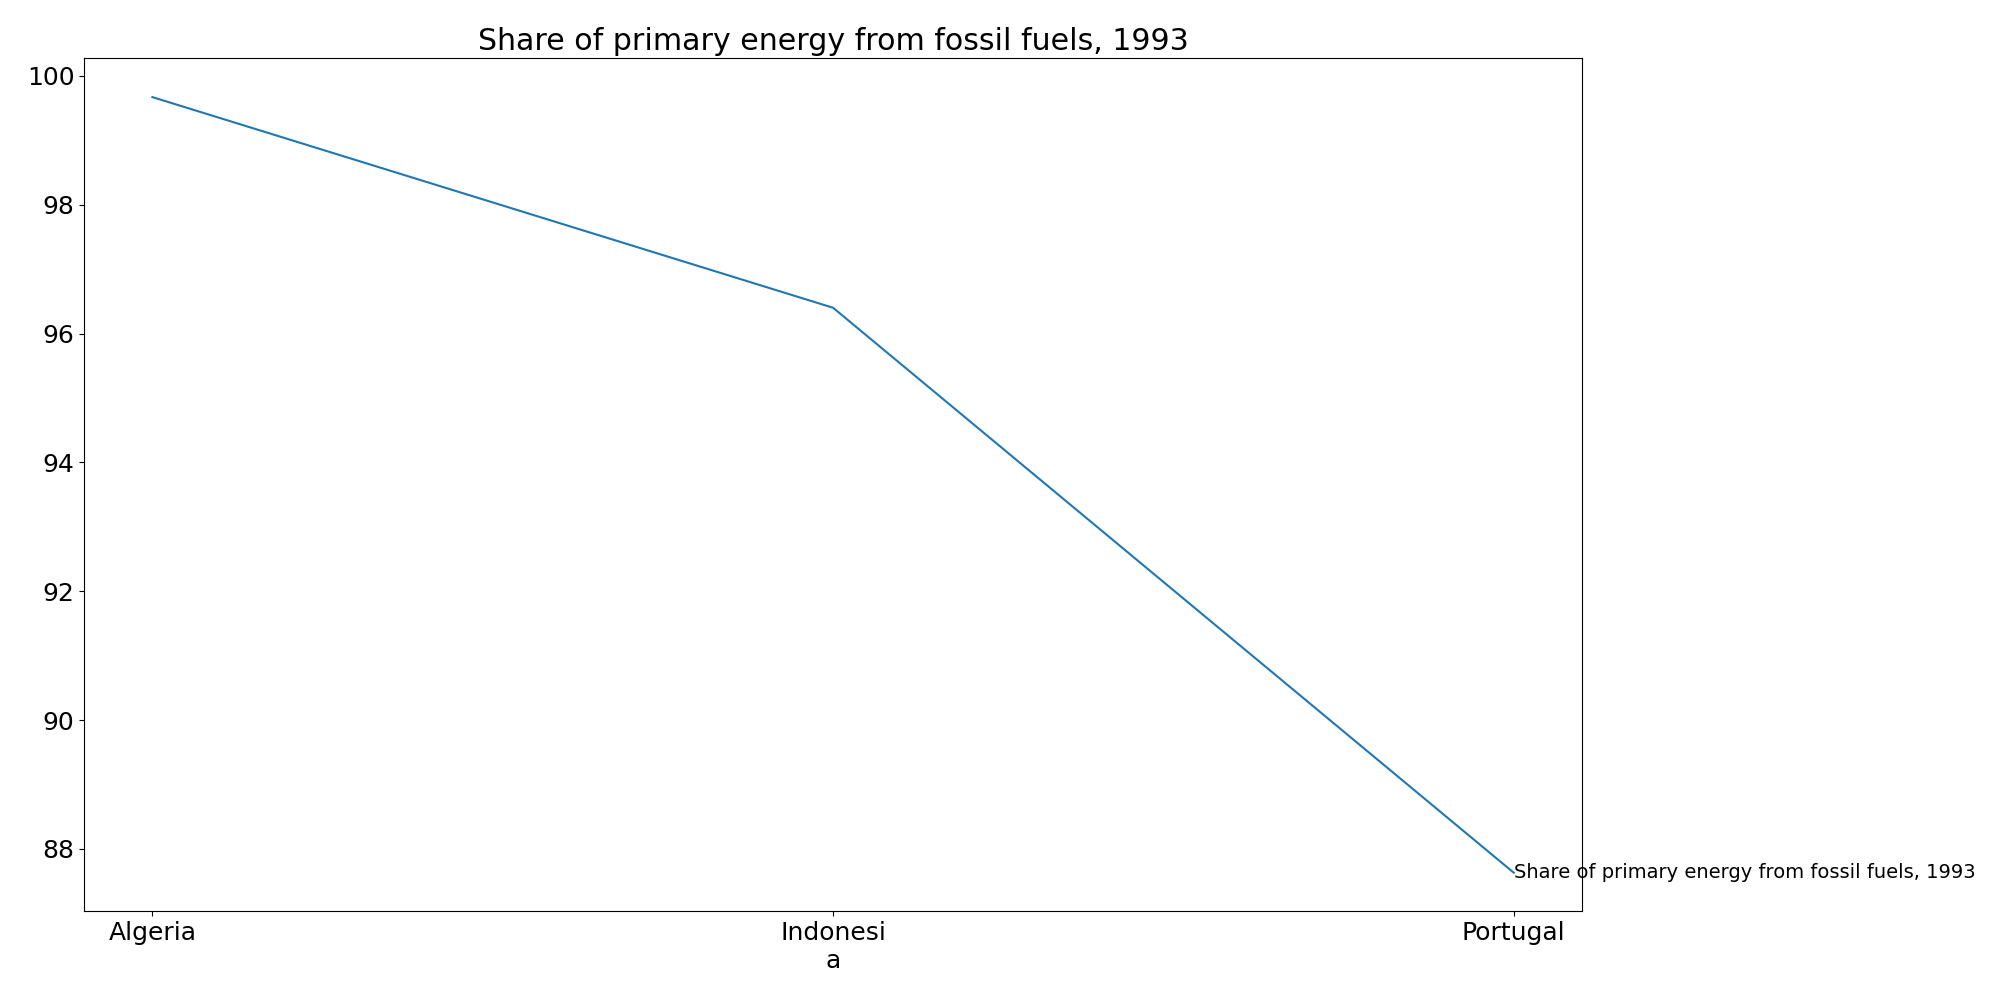 Share of primary energy from fossil fuels, 1993
100
98
96
94
92
90
88
Share of primary energy from fossil fuels, 1993
Algeria
Indonesi
a
Portugal